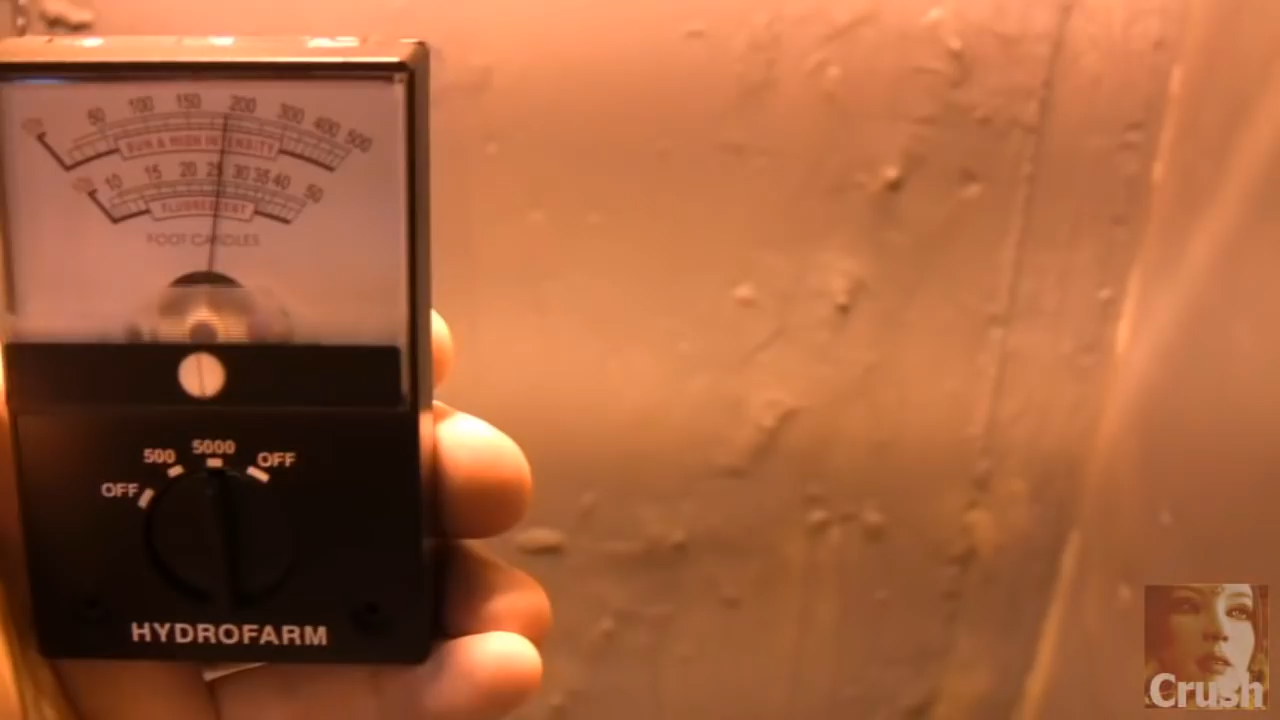 50 100 150 200 300 400 500
SUN & HIGH INTENSITY
10 15 20 25 30 35 40 50
FLUORESCENT
FOOT CANDLES
OFF 500 5000 OFF
HYDROFARM
Crush